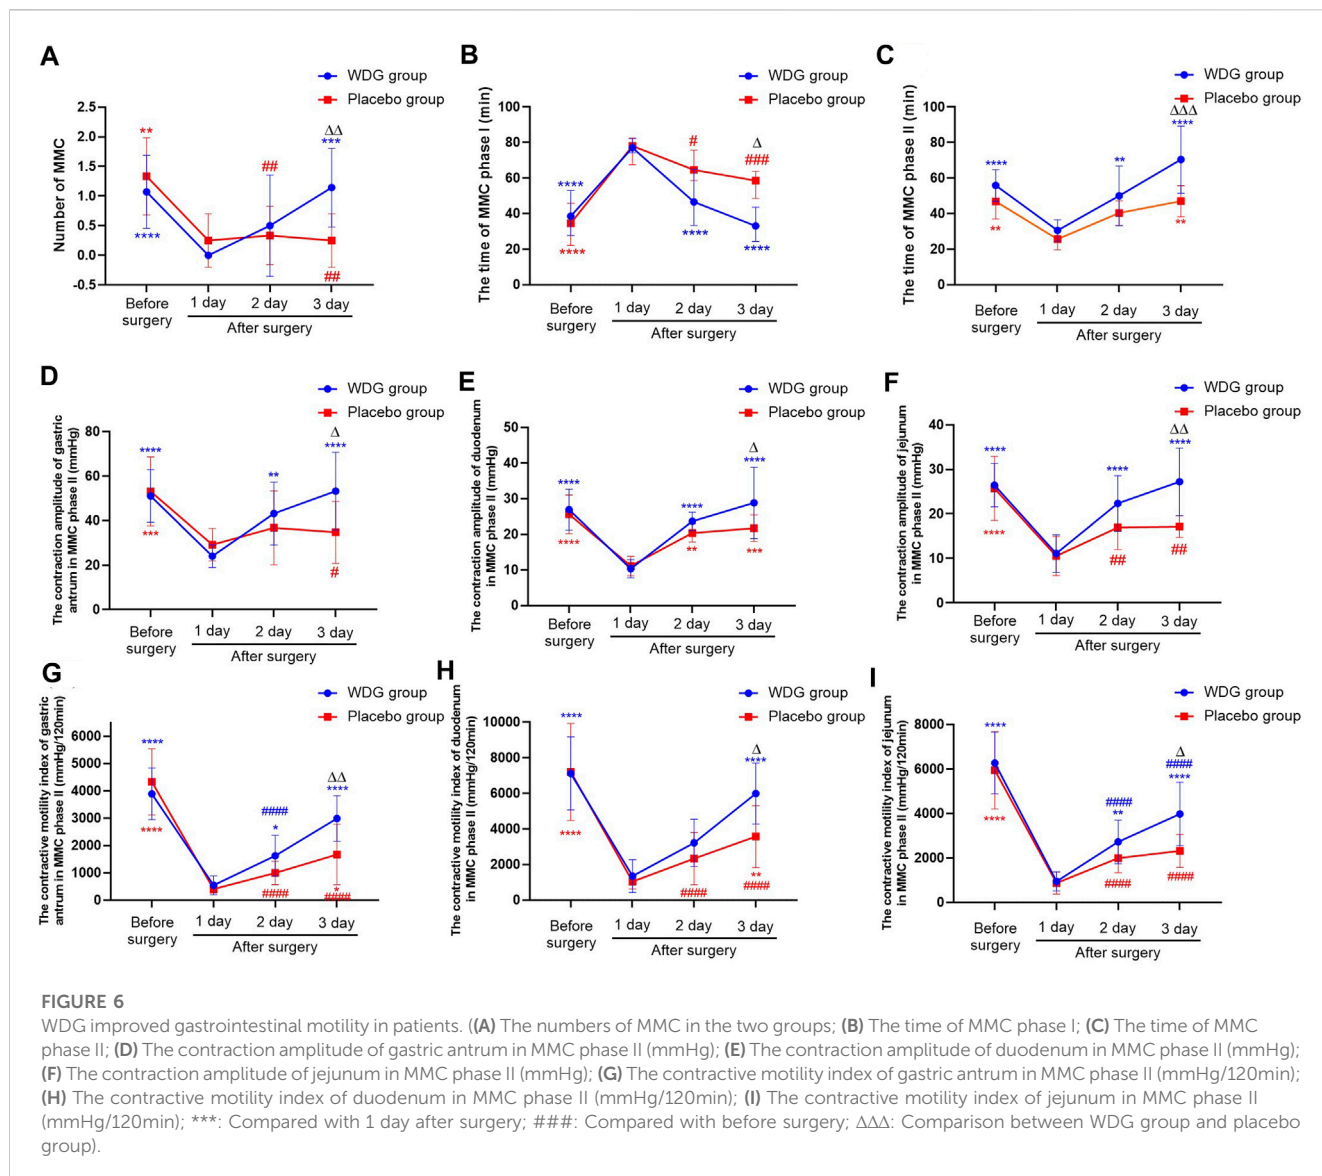 A
WDG group
Placebo group
Number of MMC
2.5
2.0
1.5
1.0
0.5
0.0
-0.5
**
****
##
ΔΔ
***
##
Before surgery
1 day
2 day
3 day
After surgery
B
WDG group
Placebo group
The time of MMC phase I (min)
100
80
60
40
20
0
****
****
#
****
Δ
###
****
Before surgery
1 day
2 day
3 day
After surgery
C
WDG group
Placebo group
The time of MMC phase II (min)
100
80
60
40
20
0
****
**
**
ΔΔΔ
****
**
Before surgery
1 day
2 day
3 day
After surgery
D
WDG group
Placebo group
The contraction amplitude of gastric
antrum in MMC phase II (mmHg)
80
60
40
20
0
****
***
**
Δ
****
#
Before surgery
1 day
2 day
3 day
After surgery
E
WDG group
Placebo group
The contraction amplitude of duodenum
in MMC phase II (mmHg)
50
40
30
20
10
0
****
****
****
**
Δ
****
***
Before surgery
1 day
2 day
3 day
After surgery
F
WDG group
Placebo group
The contraction amplitude of jejunum
in MMC phase II (mmHg)
40
30
20
10
0
****
****
****
##
ΔΔ
****
##
Before surgery
1 day
2 day
3 day
After surgery
G
WDG group
Placebo group
The contractive motility index of gastric
antrum in MMC phase II (mmHg/120min)
6000
5000
4000
3000
2000
1000
0
****
****
####
*
####
ΔΔ
****
*
####
Before surgery
1 day
2 day
3 day
After surgery
H
WDG group
Placebo group
The contractive motility index of duodenum
in MMC phase II (mmHg/120min)
10000
8000
6000
4000
2000
0
****
****
####
Δ
****
**
####
Before surgery
1 day
2 day
3 day
After surgery
I
WDG group
Placebo group
The contractive motility index of jejunum
in MMC phase II (mmHg/120min)
8000
6000
4000
2000
0
****
****
####
**
####
Δ
####
****
####
Before surgery
1 day
2 day
3 day
After surgery
FIGURE 6
WDG improved gastrointestinal motility in patients. ((A) The numbers of MMC in the two groups; (B) The time of MMC phase I; (C) The time of MMC
phase II; (D) The contraction amplitude of gastric antrum in MMC phase II (mmHg); (E) The contraction amplitude of duodenum in MMC phase II (mmHg);
(F) The contraction amplitude of jejunum in MMC phase II (mmHg); (G) The contractive motility index of gastric antrum in MMC phase II (mmHg/120min);
(H) The contractive motility index of duodenum in MMC phase II (mmHg/120min); (I) The contractive motility index of jejunum in MMC phase II
(mmHg/120min); ***: Compared with 1 day after surgery; ###: Compared with before surgery; ΔΔΔ: Comparison between WDG group and placebo
group).